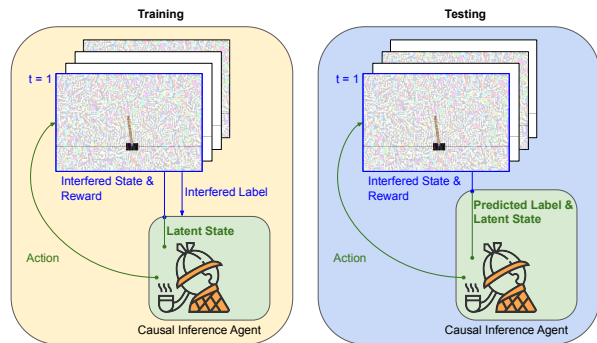 Training
t = 1
Interfered State &
Reward
Interfered Label
Latent State
Action
Causal Inference Agent
Testing
t = 1
Interfered State &
Reward
Predicted Label &
Latent State
Action
Causal Inference Agent